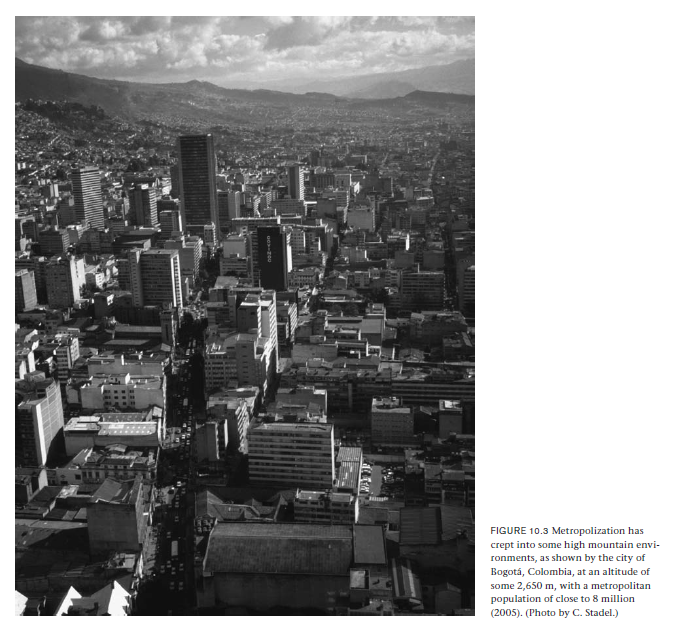 FIGURE 10.3 Metropolization has
crept into some high mountain envi-
ronments, as shown by the city of
Bogotá, Colombia, at an altitude of
some 2,650 m, with a metropolitan
population of close to 8 million
(2005). (Photo by C. Stadel.)